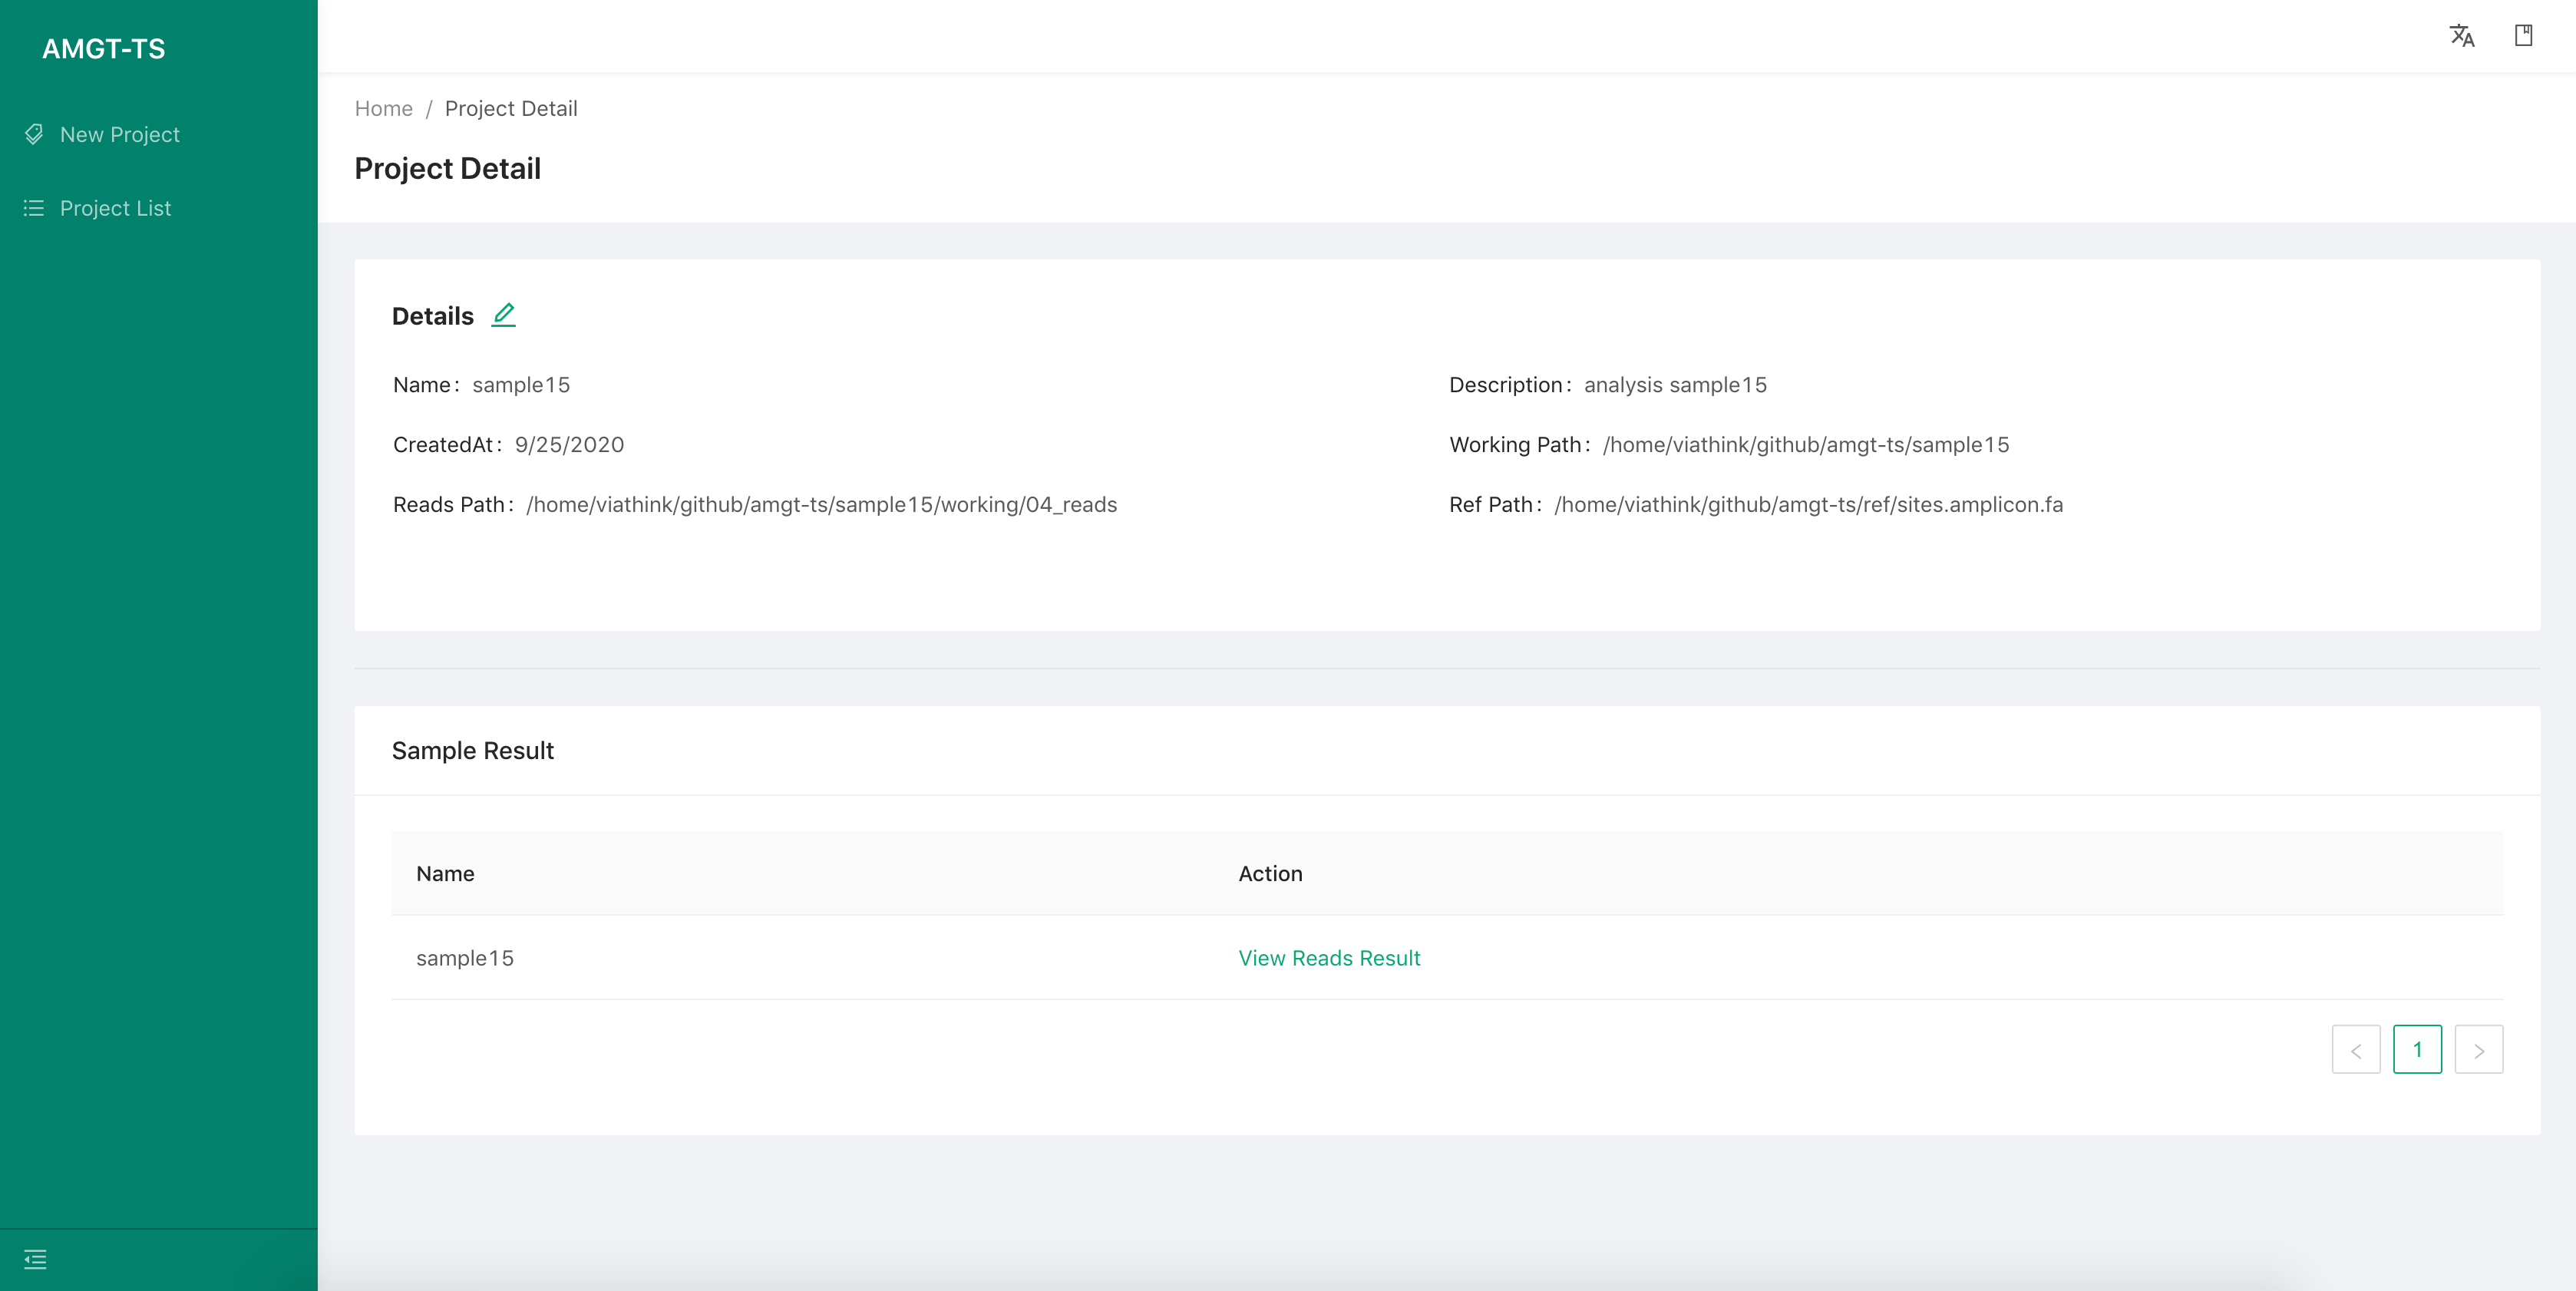 AMGT-TS
New Project
Project List
Home / Project Detail
Project Detail
Details
Name: sample15
Description: analysis sample15
CreatedAt: 9/25/2020
Working Path: /home/viathink/github/amgt-ts/sample15
Reads Path: /home/viathink/github/amgt-ts/sample15/working/04_reads
Ref Path: /home/viathink/github/amgt-ts/ref/sites.amplicon.fa
Sample Result
Name Action
sample15 View Reads Result
< 1 >